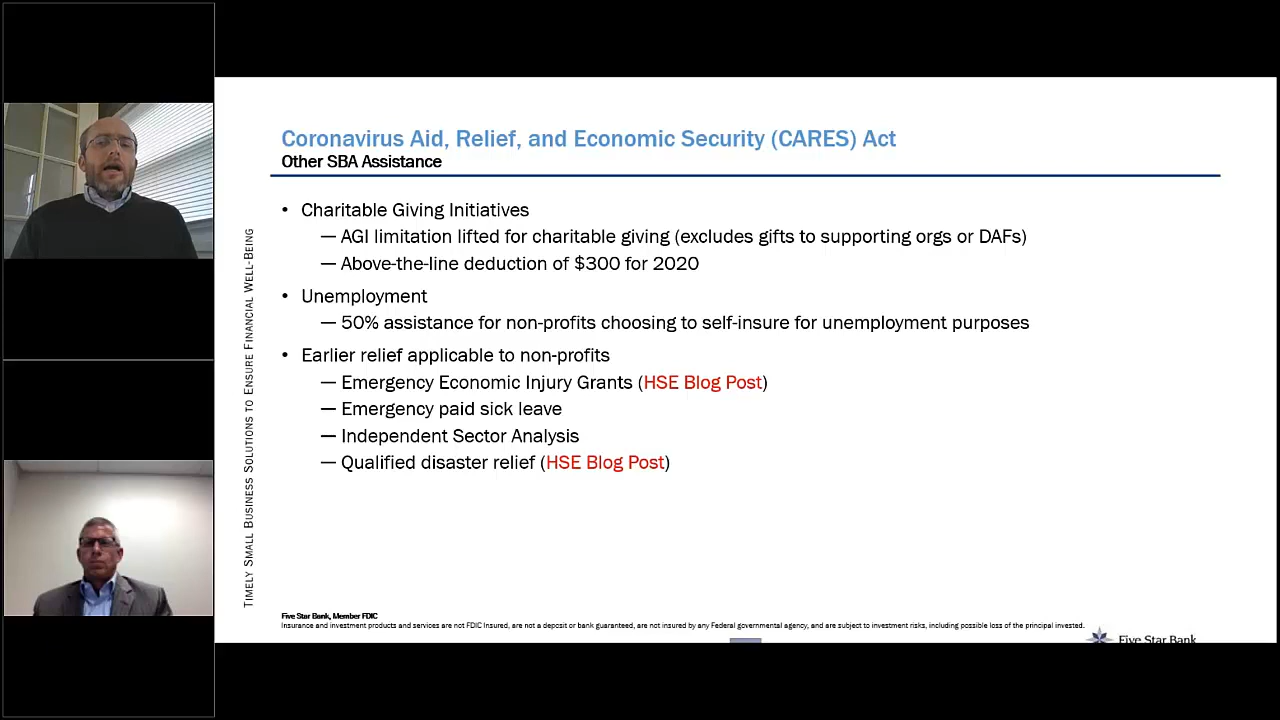 Coronavirus Aid, Relief, and Economic Security (CARES) Act
Other SBA Assistance
• Charitable Giving Initiatives
— AGI limitation lifted for charitable giving (excludes gifts to supporting orgs or DAFs)
— Above-the-line deduction of $300 for 2020
• Unemployment
— 50% assistance for non-profits choosing to self-insure for unemployment purposes
• Earlier relief applicable to non-profits
— Emergency Economic Injury Grants (HSE Blog Post)
— Emergency paid sick leave
— Independent Sector Analysis
— Qualified disaster relief (HSE Blog Post)
TIMELY SMALL BUSINESS SOLUTIONS TO ENSURE FINANCIAL WELL-BEING
Five Star Bank, Member FDIC
Insurance and investment products and services are not FDIC Insured, are not a deposit or bank guaranteed, are not insured by any Federal governmental agency, and are subject to investment risks, including possible loss of the principal invested.
Five Star Bank